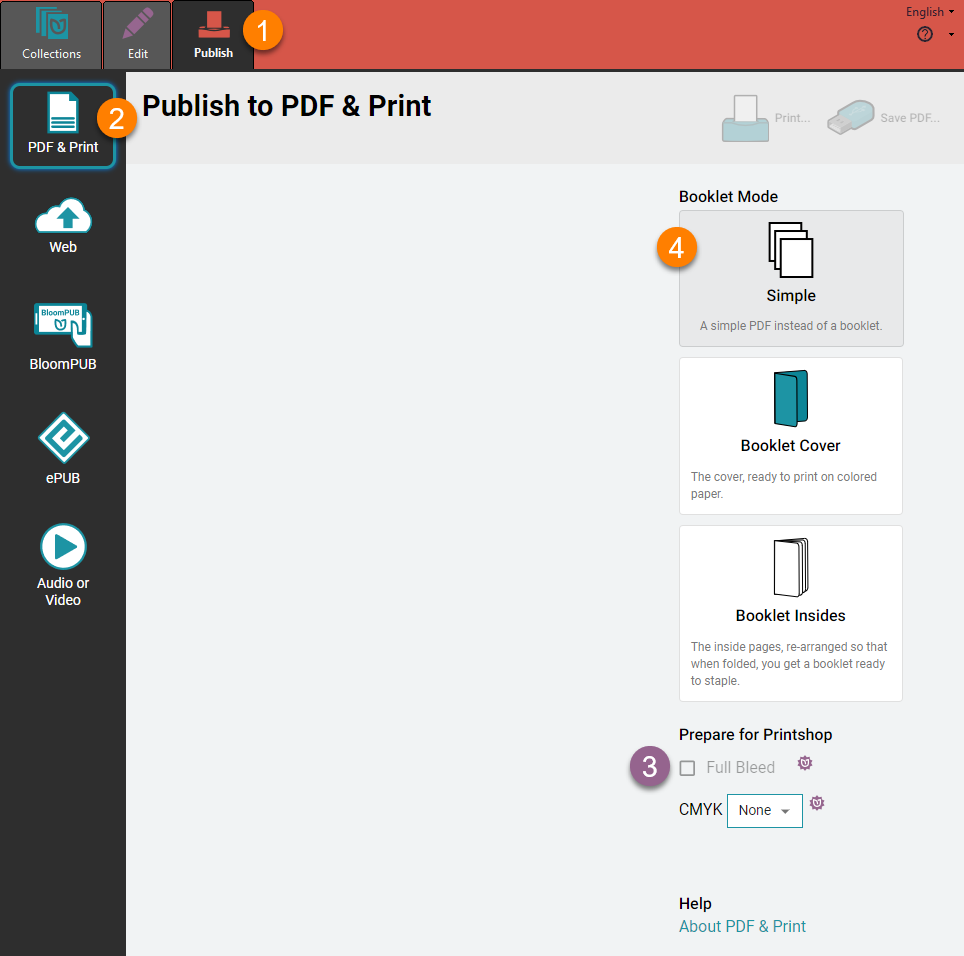 English
Collections
Edit
Publish
1
2
PDF & Print
Publish to PDF & Print
Print...
Save PDF...
Web
BloomPUB
BloomPUB
ePUB
Audio or
Video
Booklet Mode
4
Simple
A simple PDF instead of a booklet.
Booklet Cover
The cover, ready to print on colored
paper.
Booklet Insides
The inside pages, re-arranged so that
when folded, you get a booklet ready
to staple.
Prepare for Printshop
3
Full Bleed
CMYK
None
Help
About PDF & Print